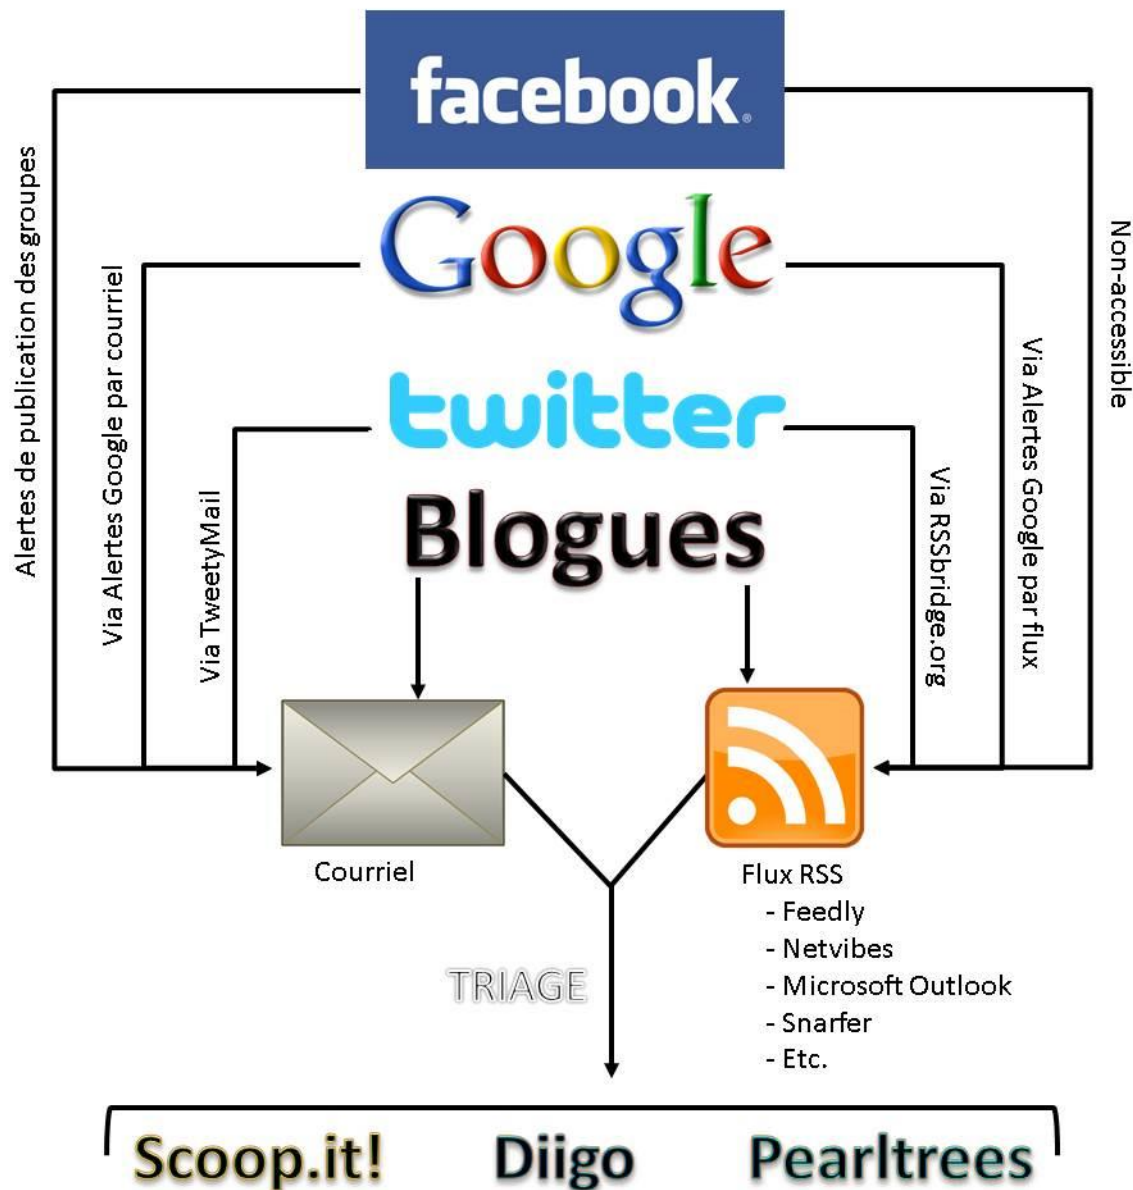 facebook®
Google
twitter
Blogues
Alertes de publication des groupes
Via Alertes Google par courriel
Via TweetyMail
Via RSSbridge.org
Via Alertes Google par flux
Non-accessible
Courriel
Flux RSS
- Feedly
- Netvibes
- Microsoft Outlook
- Snarfer
- Etc.
TRIAGE
Scoop.it! Diigo Pearltrees